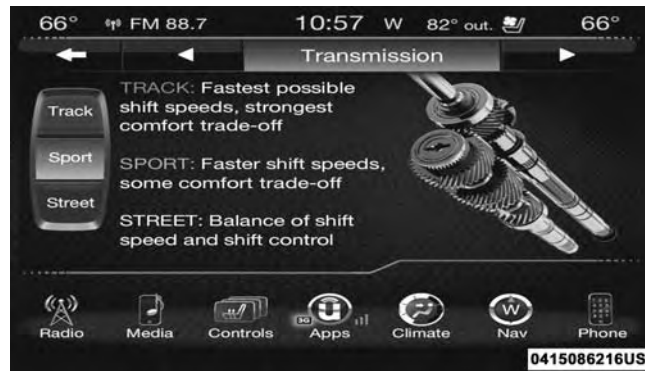 66° FM 88.7 10:57 W 82° out. 66°
Transmission
Track
Sport
Street
TRACK: Fastest possible
shift speeds, strongest
comfort trade-off
SPORT: Faster shift speeds,
some comfort trade-off
STREET: Balance of shift
speed and shift control
W
3G
Radio Media Controls Apps Climate Nav Phone
0415086216US